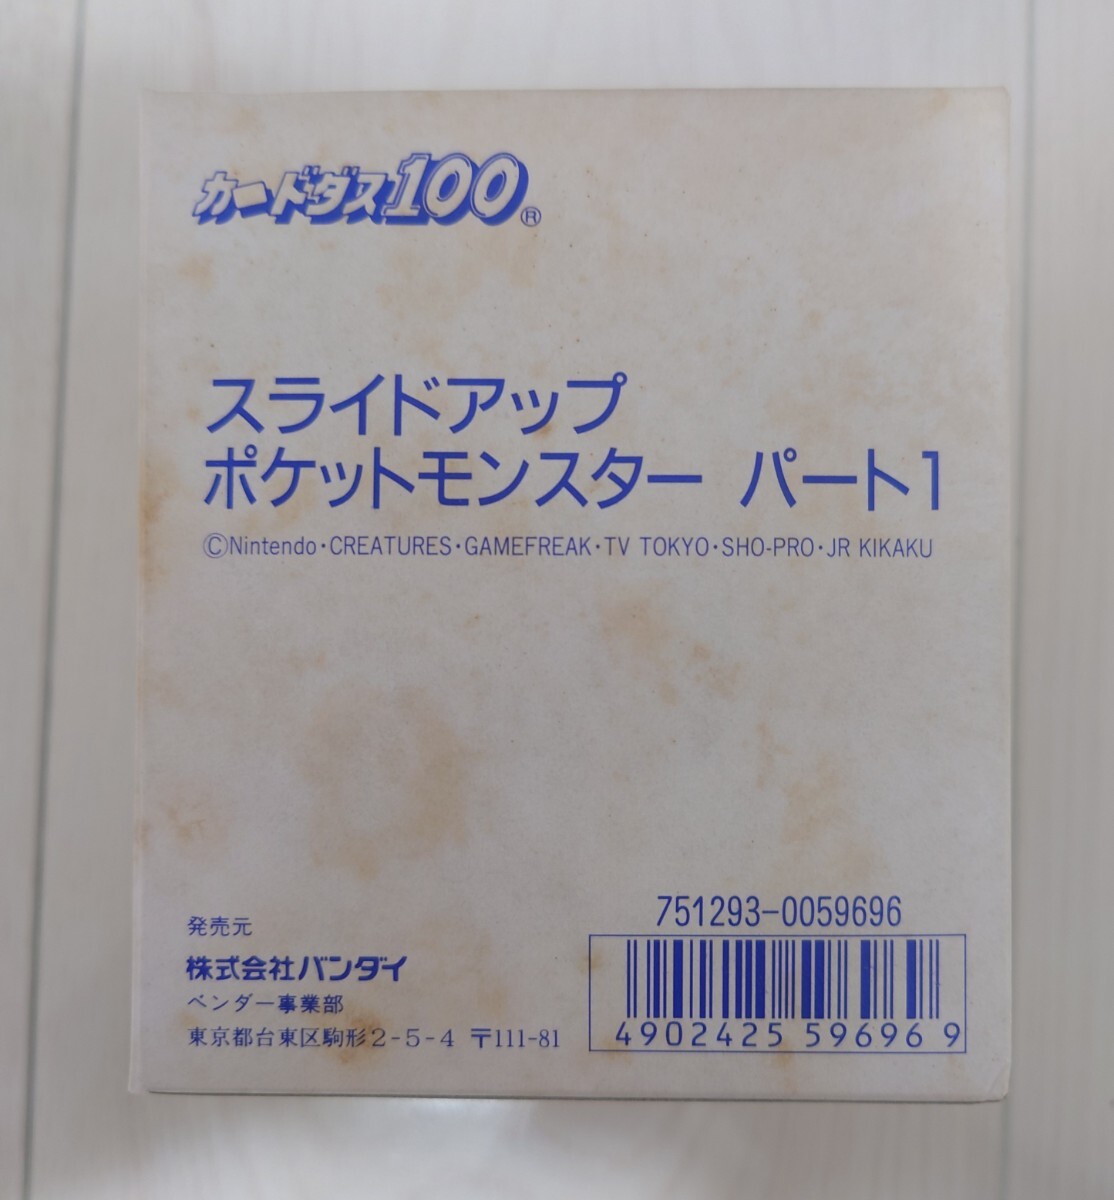 カードダス100®
スライドアップ
ポケットモンスター パート1
©Nintendo・CREATURES・GAMEFREAK・TV TOKYO・SHO-PRO・JR KIKAKU
751293-0059696
4902425596969
発売元
株式会社バンダイ
ベンダー事業部
東京都台東区駒形2-5-4 〒111-81